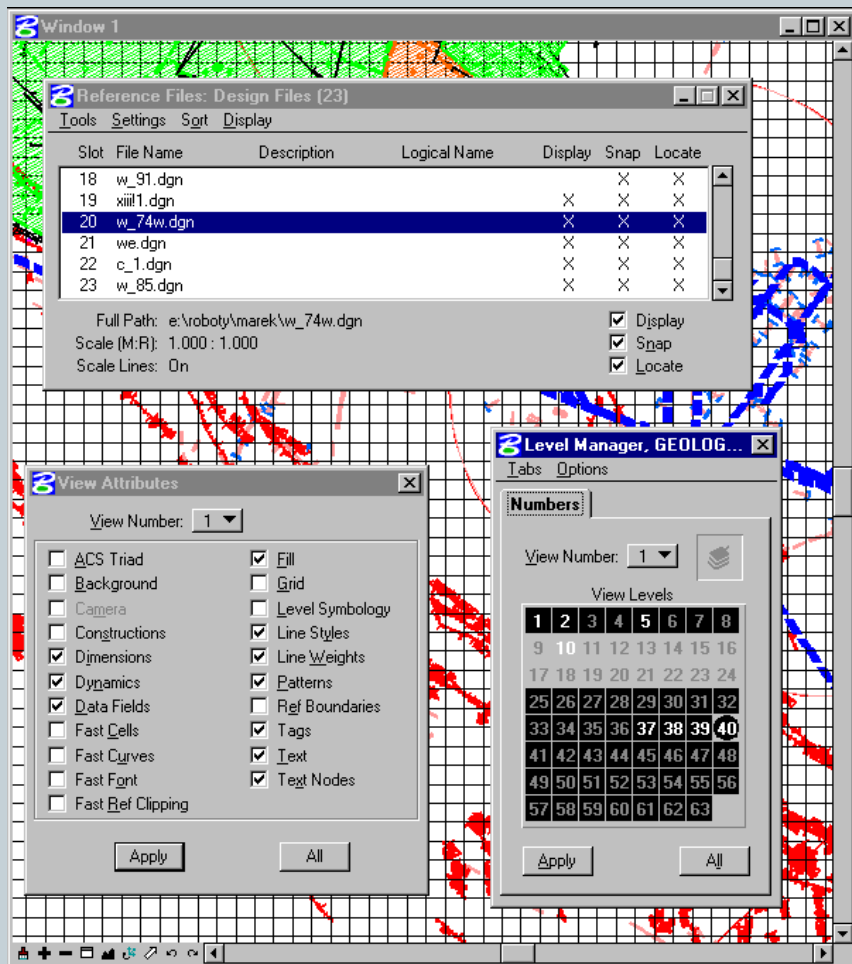 Window 1
Reference Files: Design Files (23)
Tools Settings Sort Display
Slot File Name Description Logical Name Display Snap Locate
18 w_91.dgn X X
19 xiii!1.dgn X X X
20 w_74w.dgn X X X
21 we.dgn X X X
22 c_1.dgn X X X
23 w_85.dgn X X X
Full Path: e:\roboty\marek\w_74w.dgn
Scale (M:R): 1.000 : 1.000
Scale Lines: On
Display
Snap
Locate
View Attributes
View Number: 1
ACS Triad
Background
Camera
Constructions
Dimensions
Dynamics
Data Fields
Fast Cells
Fast Curves
Fast Font
Fast Ref Clipping
Fill
Grid
Level Symbology
Line Styles
Line Weights
Patterns
Ref Boundaries
Tags
Text
Text Nodes
Apply All
Level Manager, GEOLOG...
Tabs Options
Numbers
View Number: 1
View Levels
1 2 3 4 5 6 7 8
9 10 11 12 13 14 15 16
17 18 19 20 21 22 23 24
25 26 27 28 29 30 31 32
33 34 35 36 37 38 39 40
41 42 43 44 45 46 47 48
49 50 51 52 53 54 55 56
57 58 59 60 61 62 63
Apply All